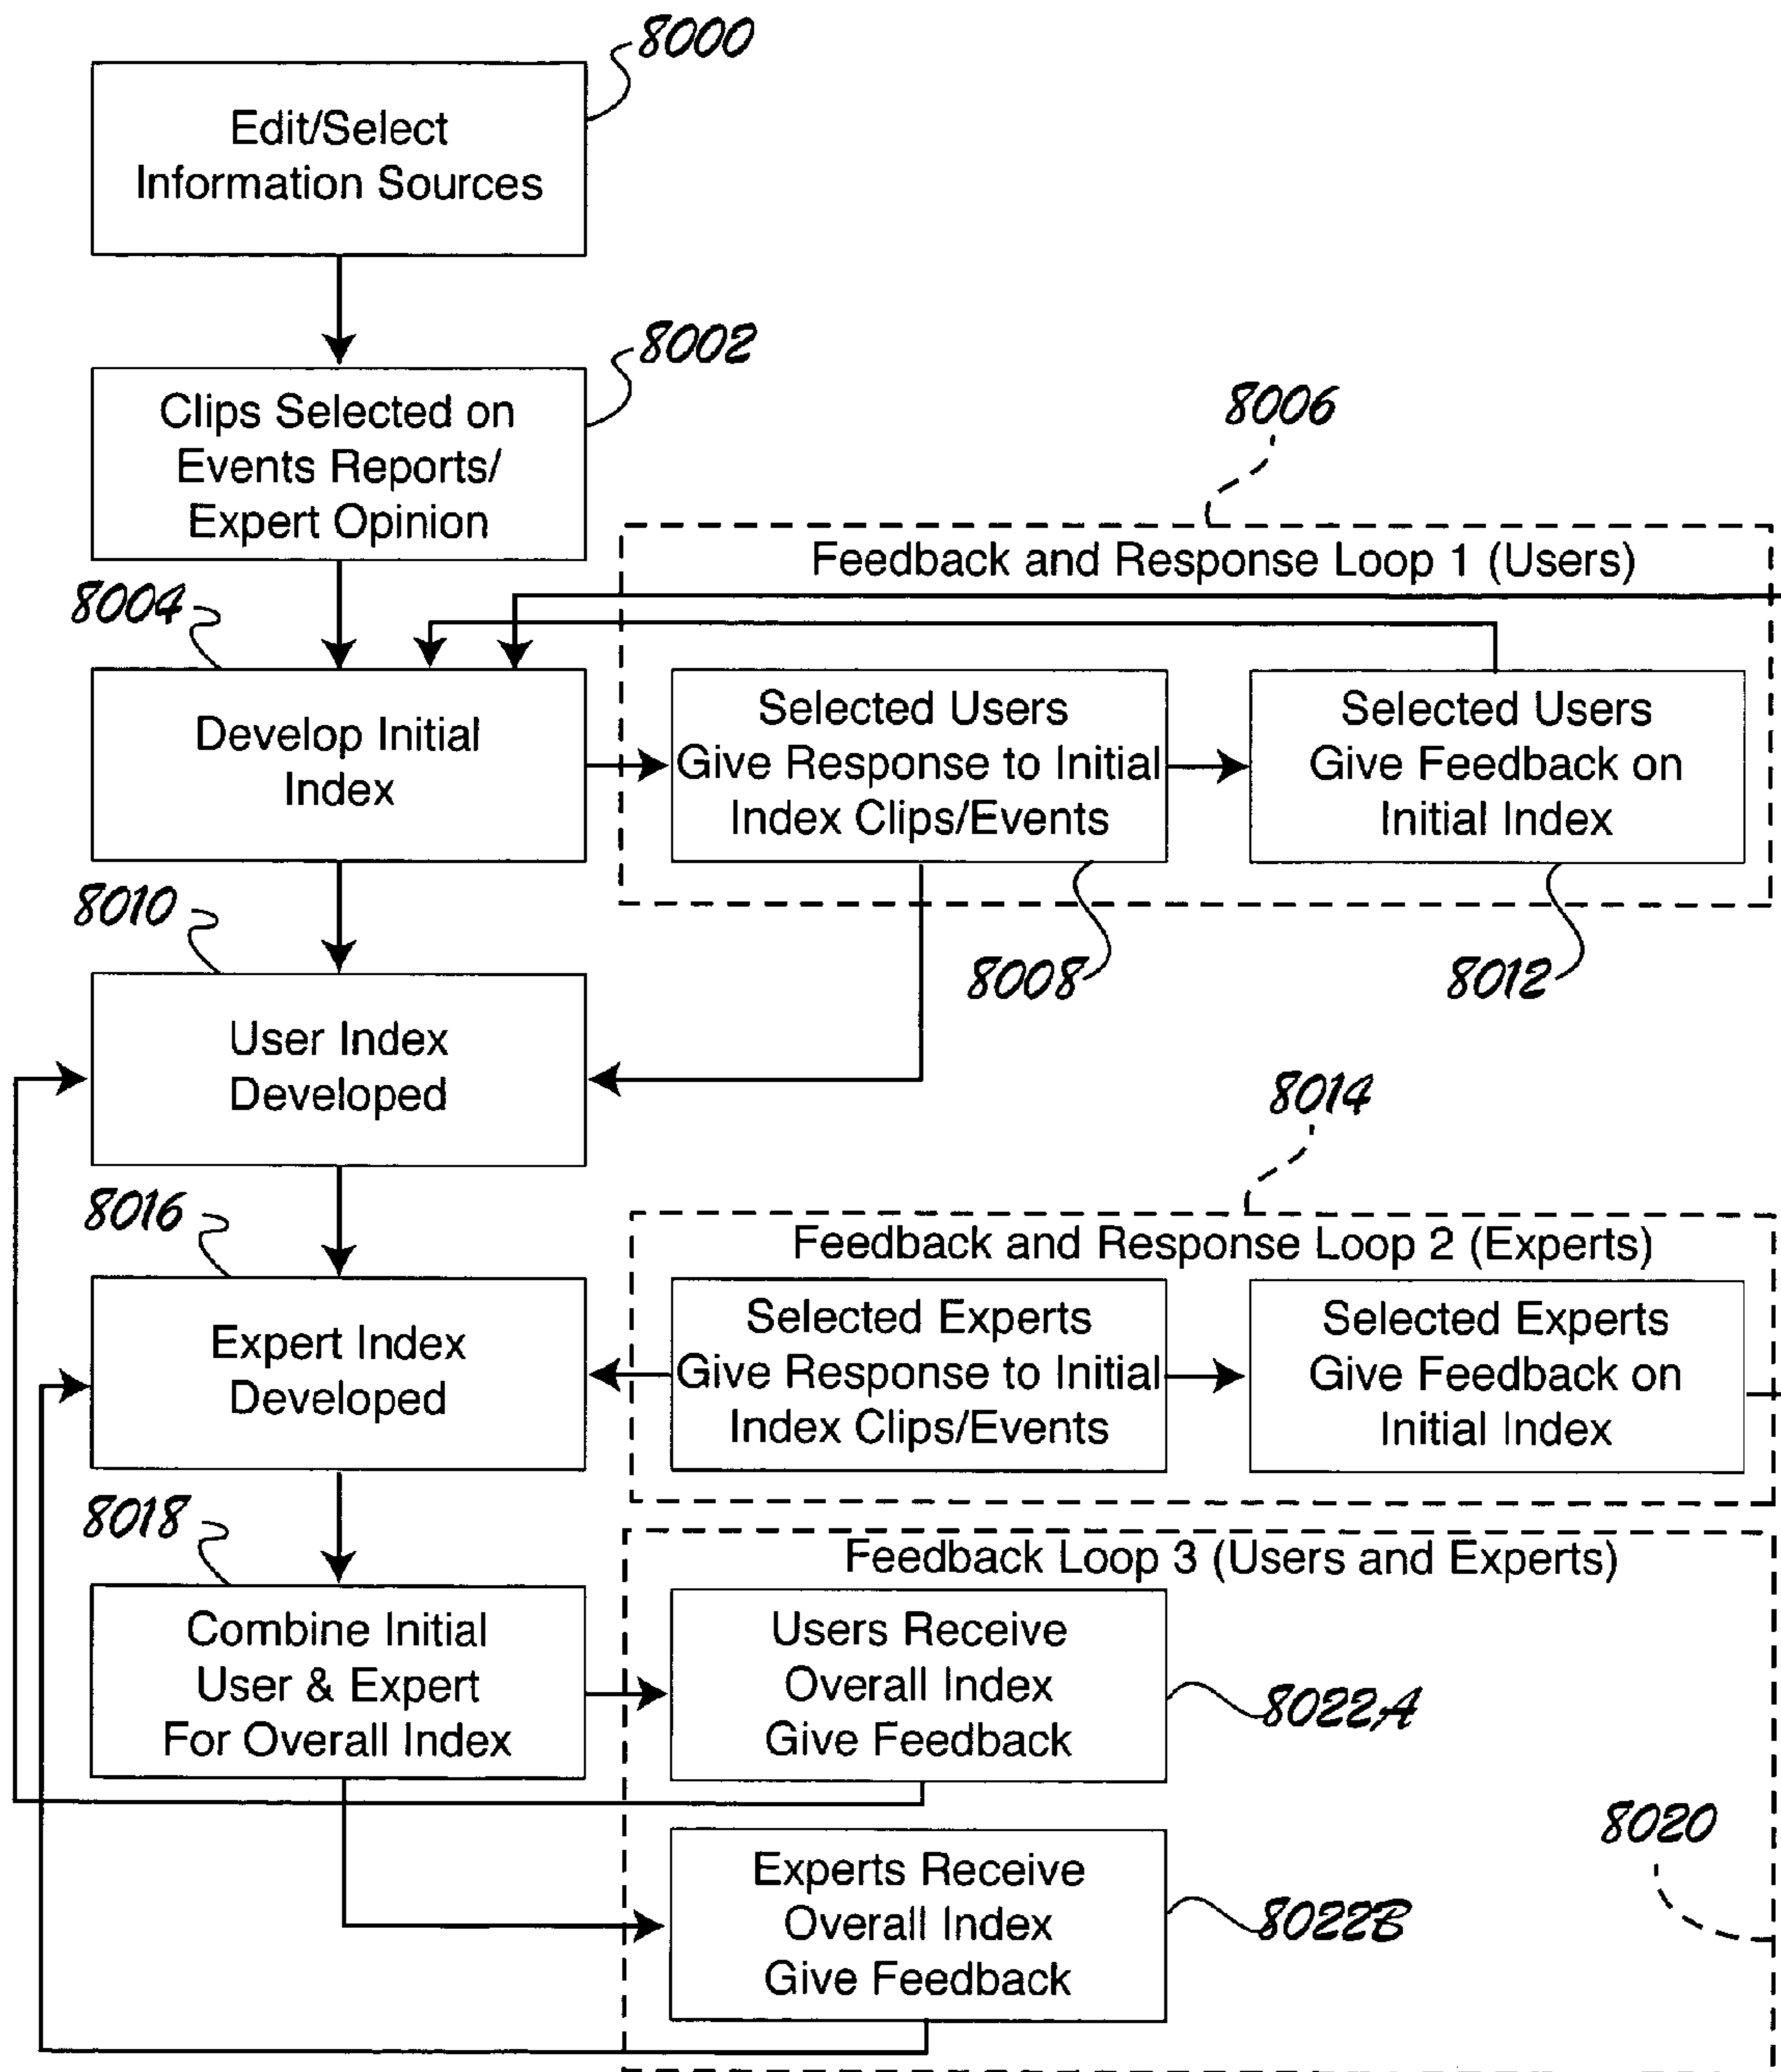 8000
Edit/Select
Information Sources
8002
Clips Selected on
Events Reports/
Expert Opinion
8006
Feedback and Response Loop 1 (Users)
8004
Develop Initial
Index
Selected Users
Give Response to Initial
Index Clips/Events
Selected Users
Give Feedback on
Initial Index
8008
8012
8010
User Index
Developed
8014
8016
Feedback and Response Loop 2 (Experts)
Expert Index
Developed
Selected Experts
Give Response to Initial
Index Clips/Events
Selected Experts
Give Feedback on
Initial Index
8018
Feedback Loop 3 (Users and Experts)
Combine Initial
User & Expert
For Overall Index
Users Receive
Overall Index
Give Feedback
8022A
8020
Experts Receive
Overall Index
Give Feedback
8022B